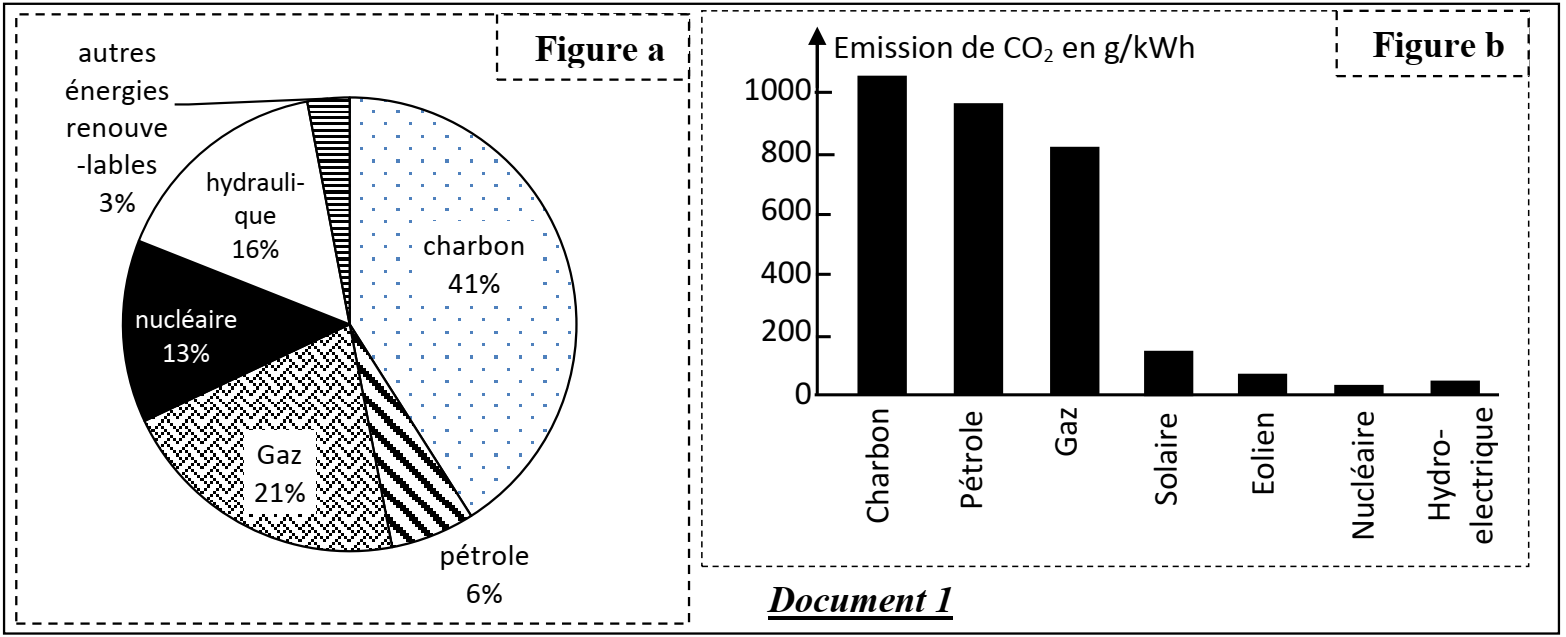 Figure a
autres
énergies
renouve
-lables
3%
hydrauli-
que
16%
charbon
41%
nucléaire
13%
Gaz
21%
pétrole
6%
Figure b
Emission de CO₂ en g/kWh
1000
800
600
400
200
0
Charbon
Pétrole
Gaz
Solaire
Eolien
Nucléaire
Hydro-
electrique
Document 1